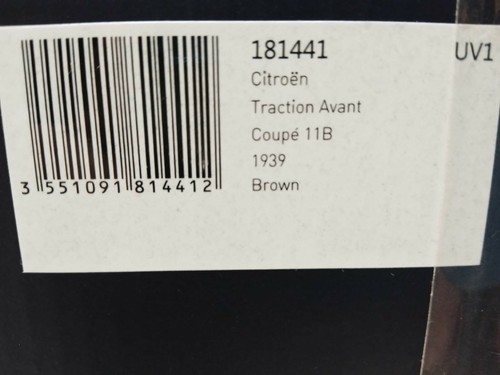 181441
UV1
Citroën
Traction Avant
Coupé 11B
1939
Brown
3 551091 814412